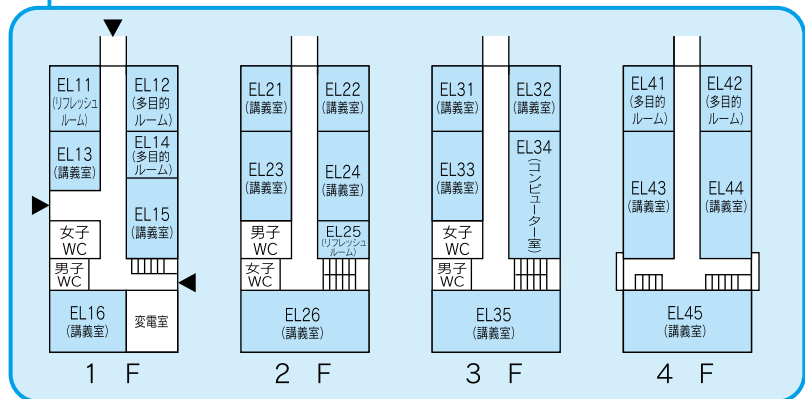 EL11
(リフレッシュ
ルーム)
EL12
(多目的
ルーム)
EL13
(講義室)
EL14
(多目的
ルーム)
EL15
(講義室)
女子
WC
男子
WC
EL16
(講義室)
変電室
1 F
EL21
(講義室)
EL22
(講義室)
EL23
(講義室)
EL24
(講義室)
男子
WC
EL25
(リフレッシュ
ルーム)
女子
WC
EL26
(講義室)
2 F
EL31
(講義室)
EL32
(講義室)
EL33
(講義室)
EL34
(コンピューター室)
女子
WC
男子
WC
EL35
(講義室)
3 F
EL41
(多目的
ルーム)
EL42
(多目的
ルーム)
EL43
(講義室)
EL44
(講義室)
EL45
(講義室)
4 F